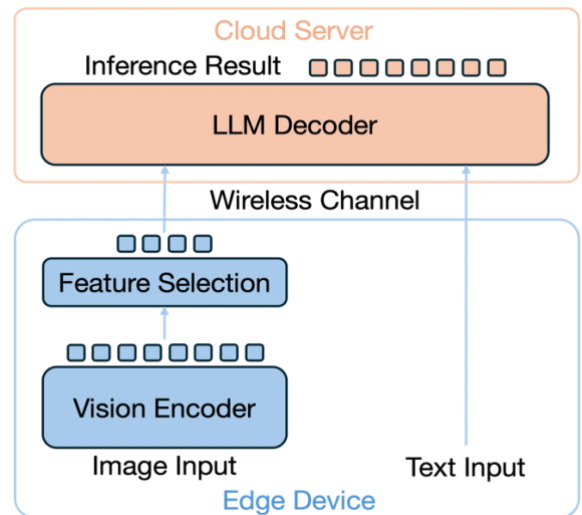 Cloud Server
Inference Result
LLM Decoder
Wireless Channel
Feature Selection
Vision Encoder
Image Input
Text Input
Edge Device